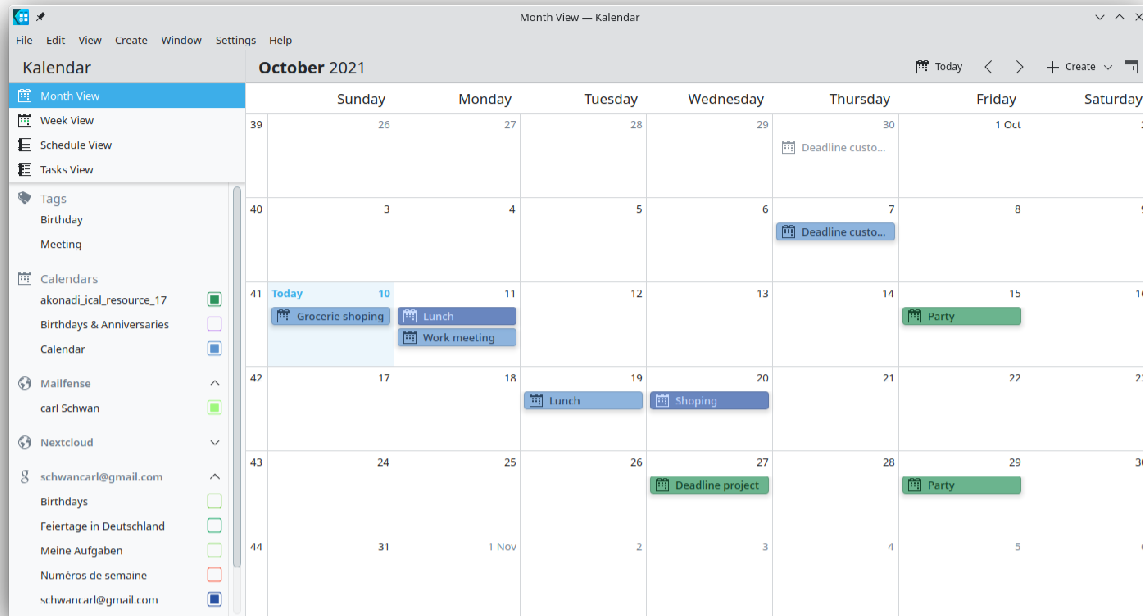 Month View — Kalendar
File Edit View Create Window Settings Help
Kalendar
October 2021
Today
Create
Month View
Week View
Schedule View
Tasks View
Tags
Birthday
Meeting
Calendars
akonadi_ical_resource_17
Birthdays & Anniversaries
Calendar
Mailfense
carl Schwan
Nextcloud
schwancarl@gmail.com
Birthdays
Feiertage in Deutschland
Meine Aufgaben
Numéros de semaine
schwancarl@gmail.com
Sunday Monday Tuesday Wednesday Thursday Friday Saturday
39 26 27 28 29 30 1 Oct
Deadline custo...
40 3 4 5 6 7 8
Deadline custo...
41 Today 10 11 12 13 14 15
Grocerie shoping Lunch Party
Work meeting
42 17 18 19 20 21 22
Lunch Shoping
43 24 25 26 27 28 29
Deadline project Party
44 31 1 Nov 2 3 4 5